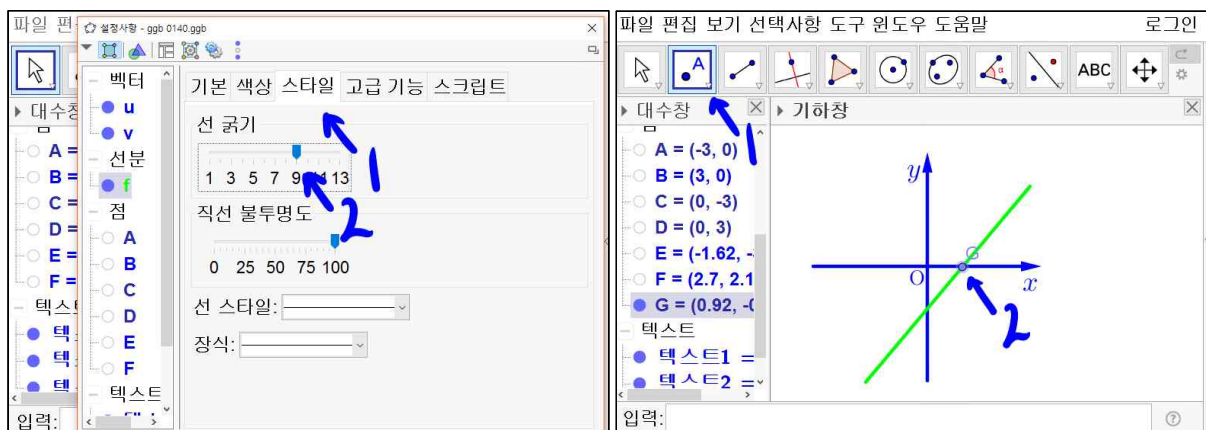 파일 편
설정사항 - ggb 0140.ggb
벡터
u
v
선분
f
점
A
B
C
D
E
F
텍스트
기본 색상 스타일 고급 기능 스크립트
선 굵기
1 3 5 7 9 11 13
직선 불투명도
0 25 50 75 100
선 스타일:
장식:
1
2
대수창
A =
B =
C =
D =
E =
F =
텍스
텍
텍
텍
입력:
파일 편집 보기 선택사항 도구 윈도우 도움말 로그인
A
α
ABC
대수창
기하창
점
A = (-3, 0)
B = (3, 0)
C = (0, -3)
D = (0, 3)
E = (-1.62, -
F = (2.7, 2.1
G = (0.92, -0
텍스트
텍스트1 =
텍스트2 =
y
G
O
x
1
2
입력: